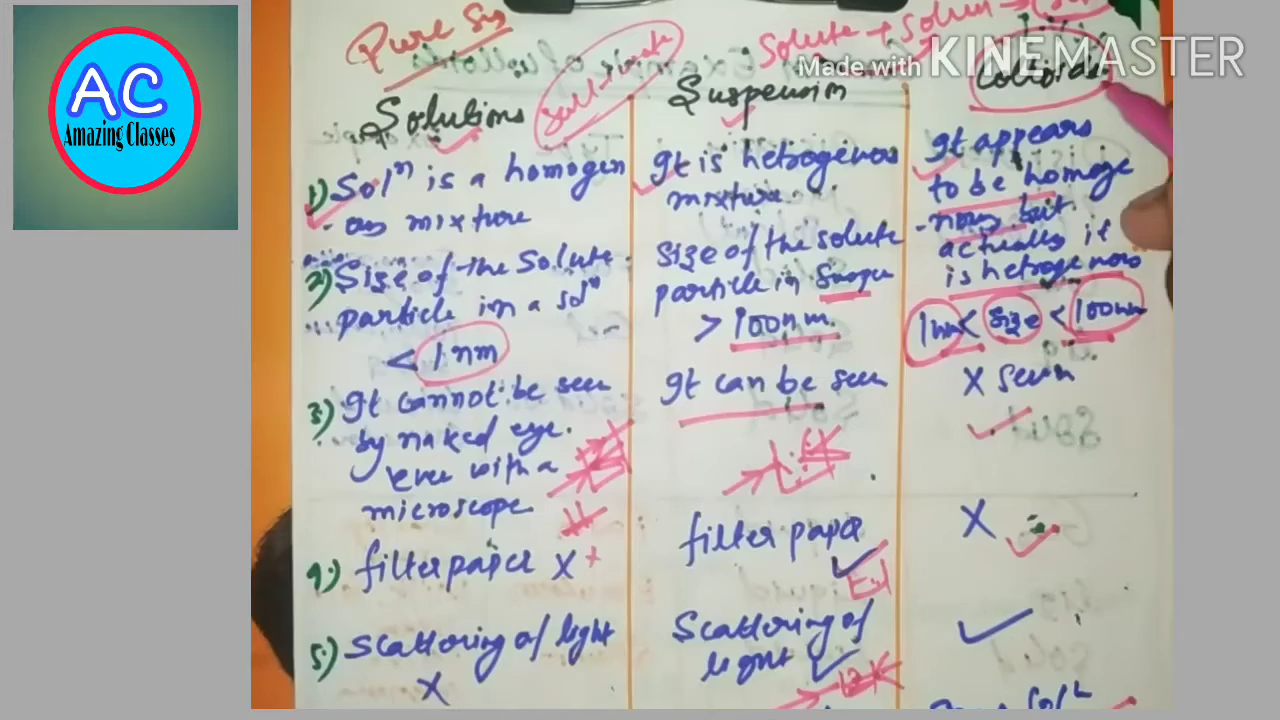 AC
Amazing Classes
Made with KINEMASTER
Pure Su
Solute + Solven →
Solutions
Suspension
Colloids
1) Solⁿ is a homogen
- ous mixture
2) Size of the Solute
particle in a solⁿ
< 1 nm
3) It cannot be seen
by naked eye.
even with a
microscope.
4.) filter paper X
5.) Scattering of light
X
It is hetrogenous
mixture.
Size of the solute
particle in
> 100nm.
It can be seen
filter paper ✓
Scattering of
light ✓
It appears
to be homoge
- nous but
actually it
is hetrogenous
1nm < Size < 100nm
X seen
X
✓